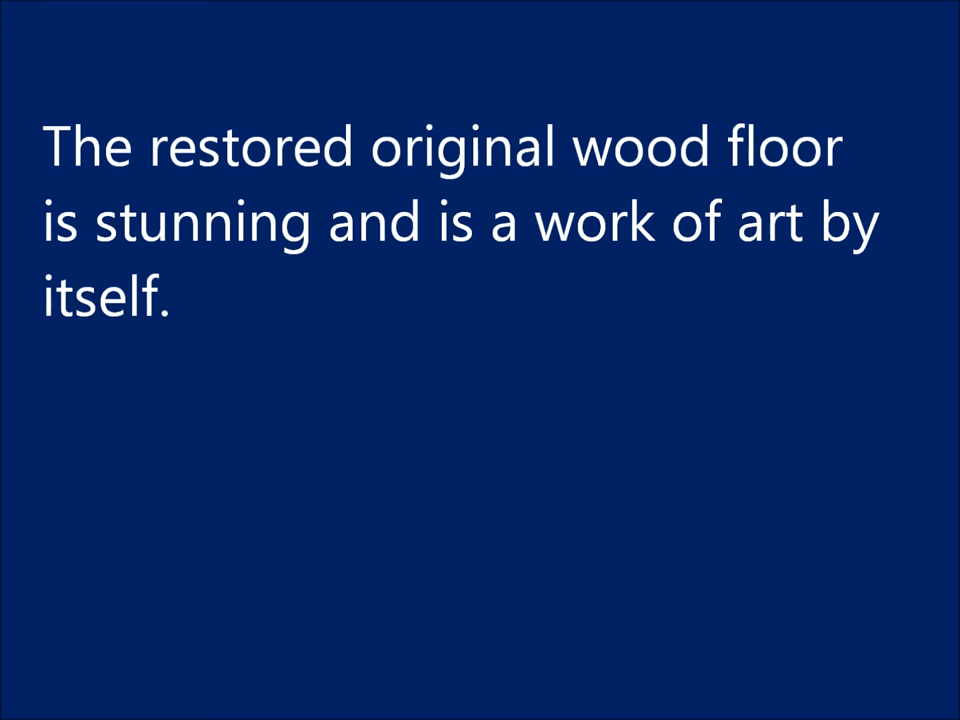 The restored original wood floor
is stunning and is a work of art by
itself.